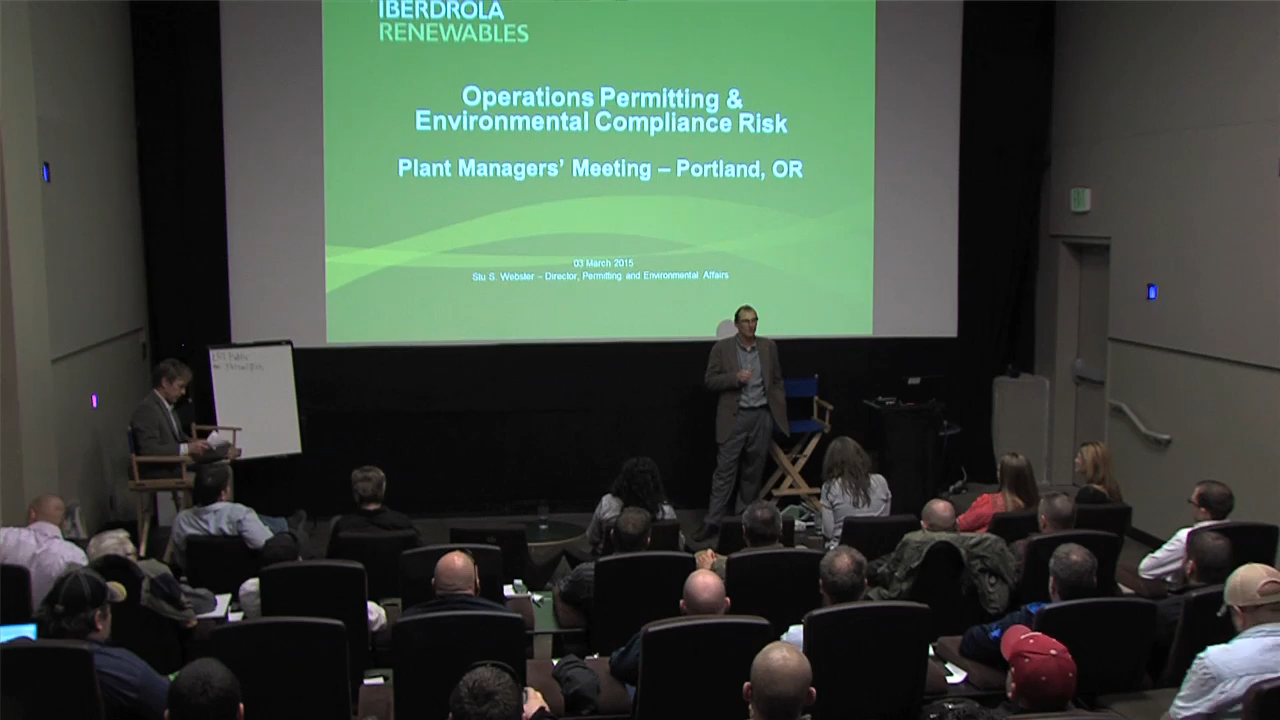 IBERDROLA
RENEWABLES
Operations Permitting &
Environmental Compliance Risk
Plant Managers' Meeting – Portland, OR
03 March 2015
Stu S. Webster – Director, Permitting and Environmental Affairs